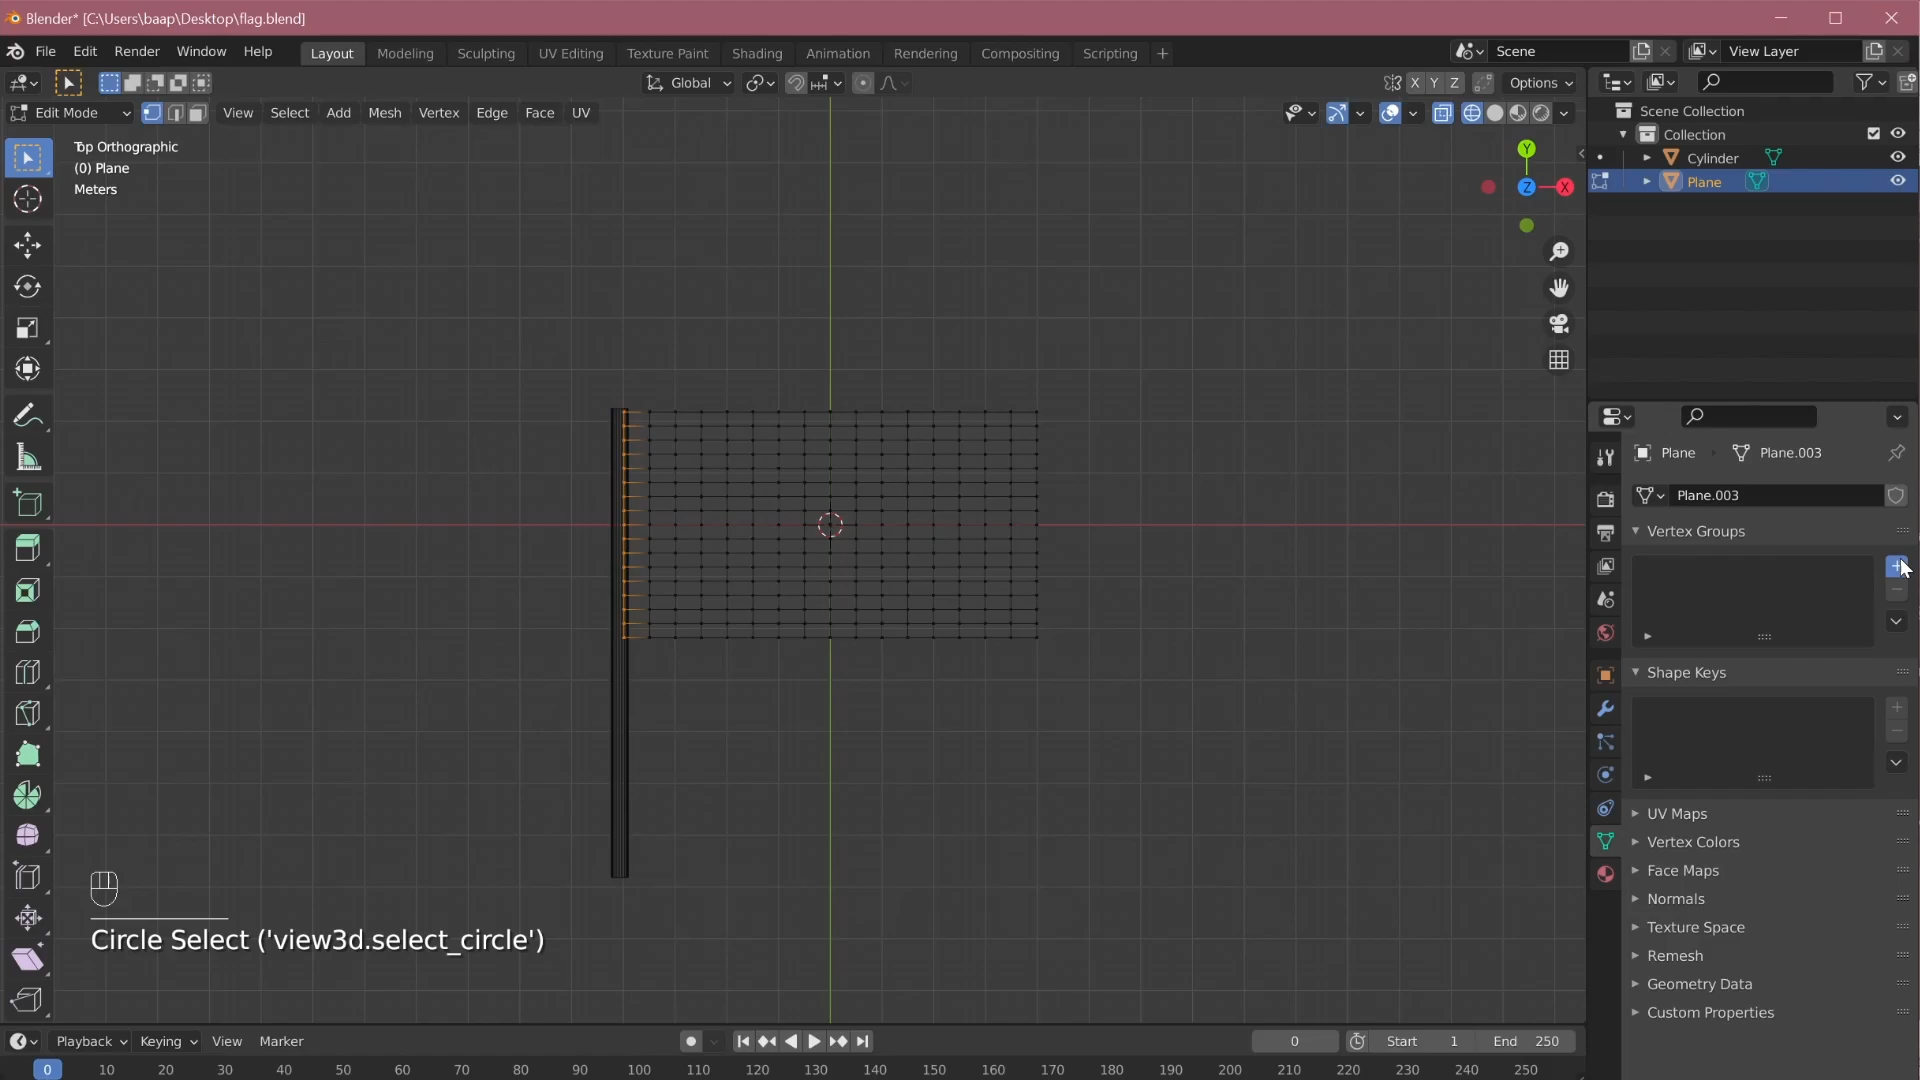 Blender* [C:\Users\baap\Desktop\flag.blend]
File Edit Render Window Help Layout Modeling Sculpting UV Editing Texture Paint Shading Animation Rendering Compositing Scripting + Scene View Layer
Global X Y Z Options
Edit Mode View Select Add Mesh Vertex Edge Face UV
Top Orthographic
(0) Plane
Meters
Y
Z X
Scene Collection
Collection
Cylinder
Plane
Plane Plane.003
Plane.003
Vertex Groups
Shape Keys
UV Maps
Vertex Colors
Face Maps
Normals
Texture Space
Remesh
Geometry Data
Custom Properties
Circle Select ('view3d.select_circle')
Playback Keying View Marker 0 Start 1 End 250
0 10 20 30 40 50 60 70 80 90 100 110 120 130 140 150 160 170 180 190 200 210 220 230 240 250